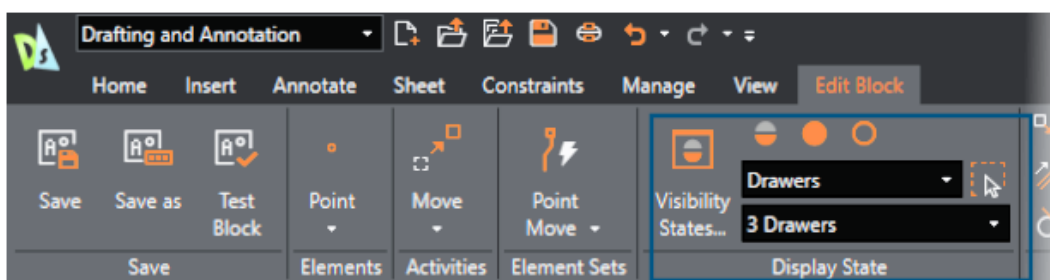 DS
Drafting and Annotation
Home Insert Annotate Sheet Constraints Manage View Edit Block
Save Save as Test Block Point Move Point Move Visibility States...
Drawers
3 Drawers
Save Elements Activities Element Sets Display State